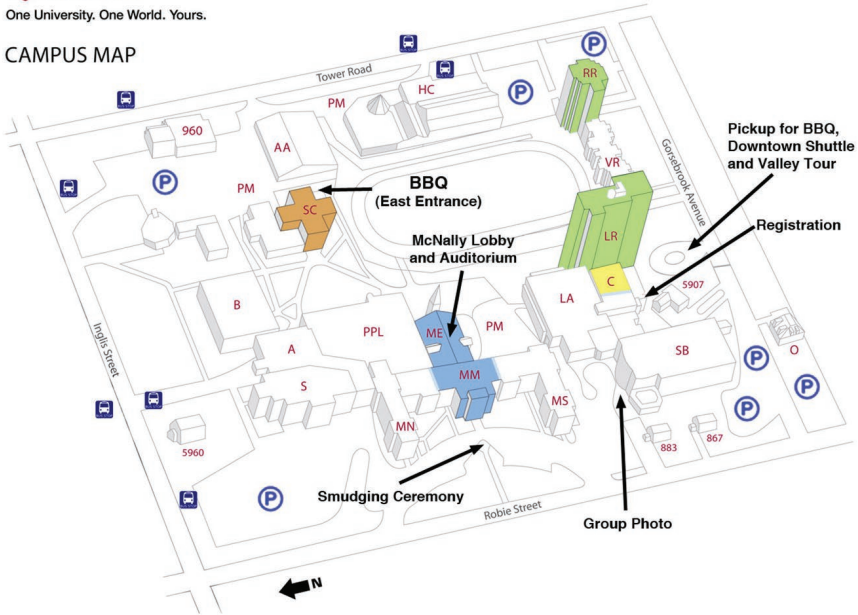 One University. One World. Yours.
CAMPUS MAP
Tower Road
RR
HC
PM
960
AA
VR
Gorsebrook Avenue
Pickup for BBQ,
Downtown Shuttle
and Valley Tour
PM
BBQ
(East Entrance)
SC
LR
Registration
McNally Lobby
and Auditorium
C
5907
LA
B
PPL
ME
PM
Inglis Street
A
SB
O
S
MM
MS
MN
5960
883
867
Smudging Ceremony
Robie Street
Group Photo
N
P
P
P
P
P
P
P